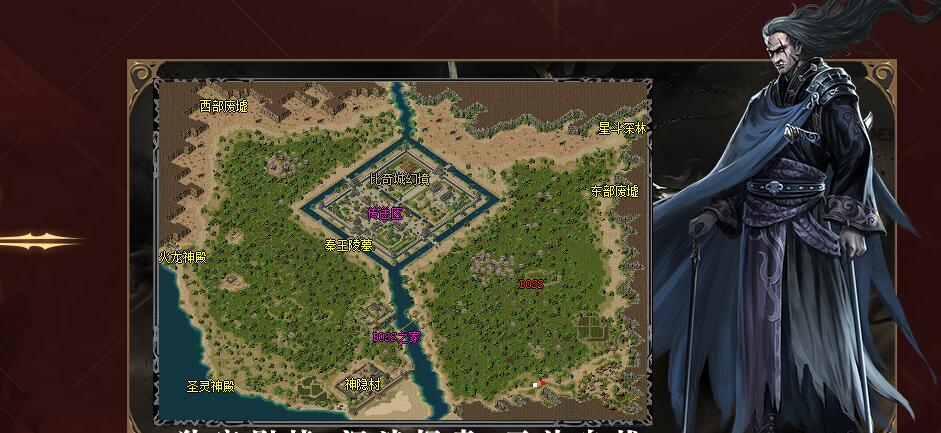 西部废墟
星斗深林
比奇城幻境
东部废墟
传送区
秦王陵墓
火龙神殿
BOSS
BOSS之家
圣灵神殿
神隐村